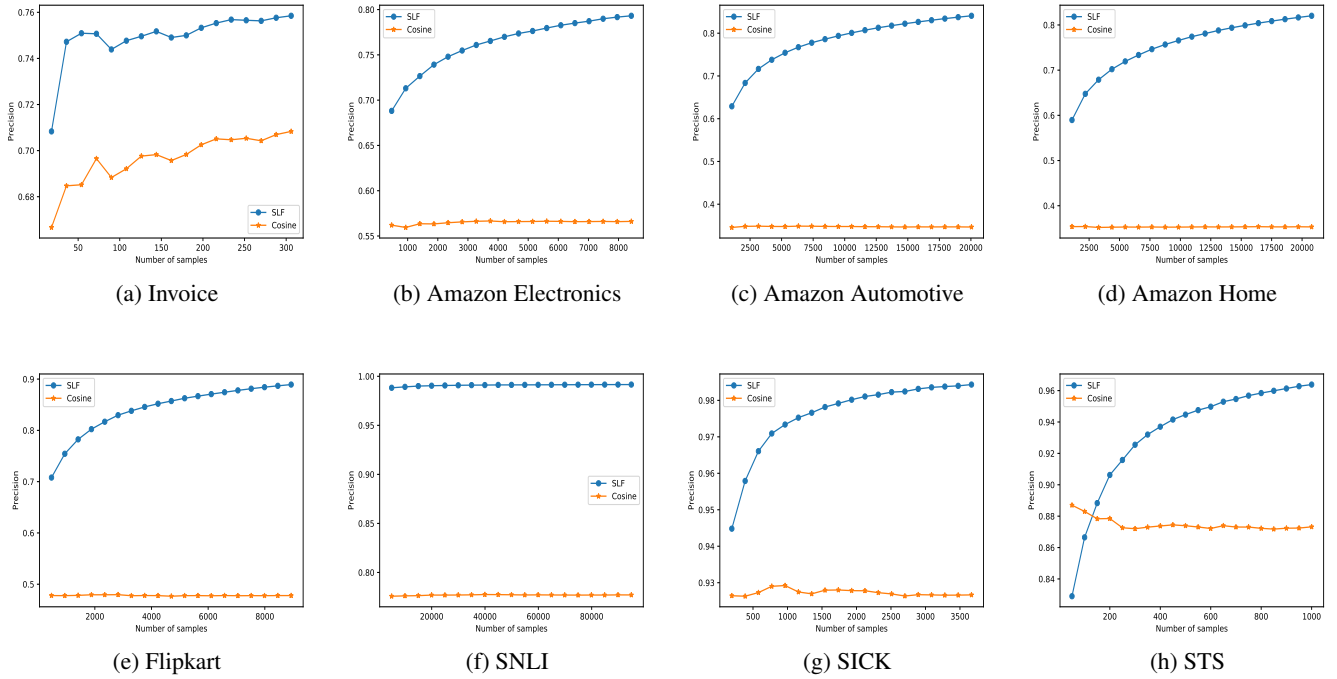 0.76
0.74
0.72
0.70
0.68
Precision
SLF
Cosine
50 100 150 200 250 300
Number of samples
(a) Invoice
0.80
0.75
0.70
0.65
0.60
0.55
Precision
SLF
Cosine
1000 2000 3000 4000 5000 6000 7000 8000
Number of samples
(b) Amazon Electronics
0.8
0.7
0.6
0.5
0.4
Precision
SLF
Cosine
2500 5000 7500 10000 12500 15000 17500 20000
Number of samples
(c) Amazon Automotive
0.8
0.7
0.6
0.5
0.4
Precision
SLF
Cosine
2500 5000 7500 10000 12500 15000 17500 20000
Number of samples
(d) Amazon Home
0.9
0.8
0.7
0.6
0.5
Precision
SLF
Cosine
2000 4000 6000 8000
Number of samples
(e) Flipkart
1.00
0.95
0.90
0.85
0.80
Precision
SLF
Cosine
20000 40000 60000 80000
Number of samples
(f) SNLI
0.98
0.97
0.96
0.95
0.94
0.93
Precision
SLF
Cosine
500 1000 1500 2000 2500 3000 3500
Number of samples
(g) SICK
0.96
0.94
0.92
0.90
0.88
0.86
0.84
Precision
SLF
Cosine
200 400 600 800 1000
Number of samples
(h) STS